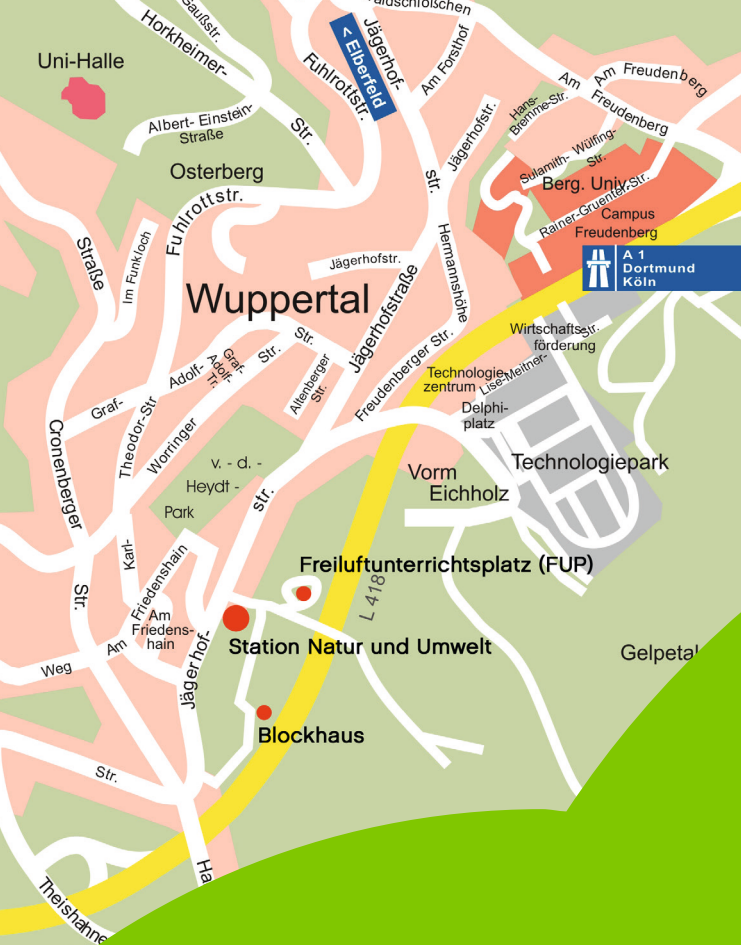 Gaußstr.
Horkheimer-
Str.
Uni-Halle
Albert- Einstein-
Straße
Osterberg
Fuhlrottstr.
Fuhlrottstr.
< Elberfeld
Jägerhof-
str.
Am Forsthof
Jägerhofstr.
Am Freudenberg
Am Freudenberg
Hans-
Bremme-Str.
Sulamith- Wülfing-
Str.
Berg. Univ.
Rainer-Gruenter-Str.
Campus
Freudenberg
A 1
Dortmund
Köln
Straße
Im Funkloch
Jägerhofstr.
Hermannshöhe
Wuppertal
Jägerhofstraße
Freudenberger Str.
Wirtschafts-
förderung
Technologie-
zentrum
Lise-Meitner-
Str.
Delphi-
platz
Graf-
Adolf-
Str.
Str.
Graf-
Adolf-
Tr.
Altenberger
Str.
Theodor-Str
Worringer
Cronenberger
Str.
v. - d. -
Heydt -
Park
str.
Vorm
Eichholz
Technologiepark
Karl-
Am Friedenshain
Am
Friedens-
hain
Freiluftunterrichtsplatz (FUP)
L 418
Station Natur und Umwelt
Gelpetal
Weg
Jägerhof-
Blockhaus
Str.
Ha
Theishahne